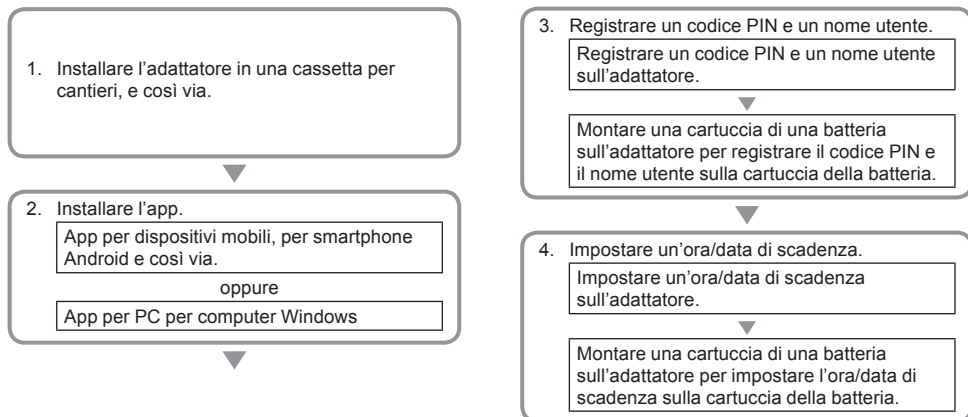 1. Installare l'adattatore in una cassetta per
cantieri, e così via.
2. Installare l'app.
App per dispositivi mobili, per smartphone
Android e così via.
oppure
App per PC per computer Windows
3. Registrare un codice PIN e un nome utente.
Registrare un codice PIN e un nome utente
sull'adattatore.
Montare una cartuccia di una batteria
sull'adattatore per registrare il codice PIN e
il nome utente sulla cartuccia della batteria.
4. Impostare un'ora/data di scadenza.
Impostare un'ora/data di scadenza
sull'adattatore.
Montare una cartuccia di una batteria
sull'adattatore per impostare l'ora/data di
scadenza sulla cartuccia della batteria.